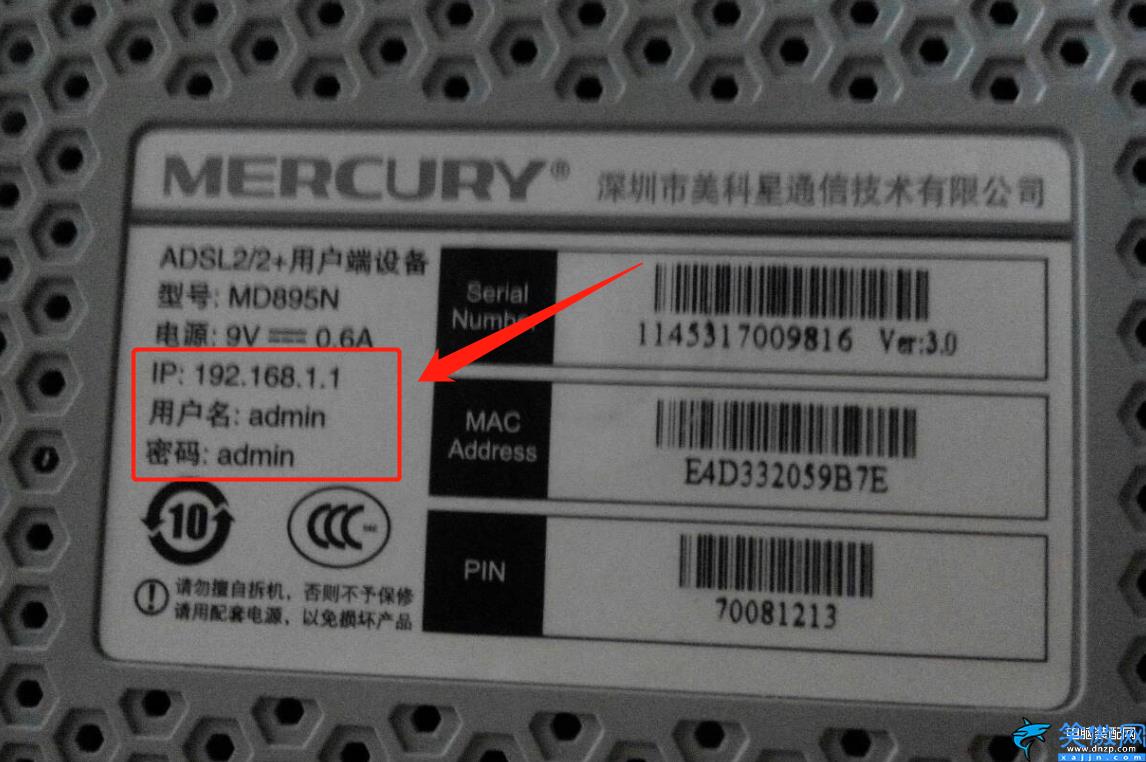 MERCURY® 深圳市美科星通信技术有限公司
ADSL2/2+用户端设备
型号: MD895N
电源: 9V ⎓ 0.6A
IP: 192.168.1.1
用户名: admin
密码: admin
10
CCC
请勿擅自拆机，否则不予保修
请用配套电源，以免损坏产品
Serial
Number
1145317009816 Ver:3.0
MAC
Address
E4D332059B7E
PIN
70081213
电脑装配网
www.dnzp.com
xajjn.com